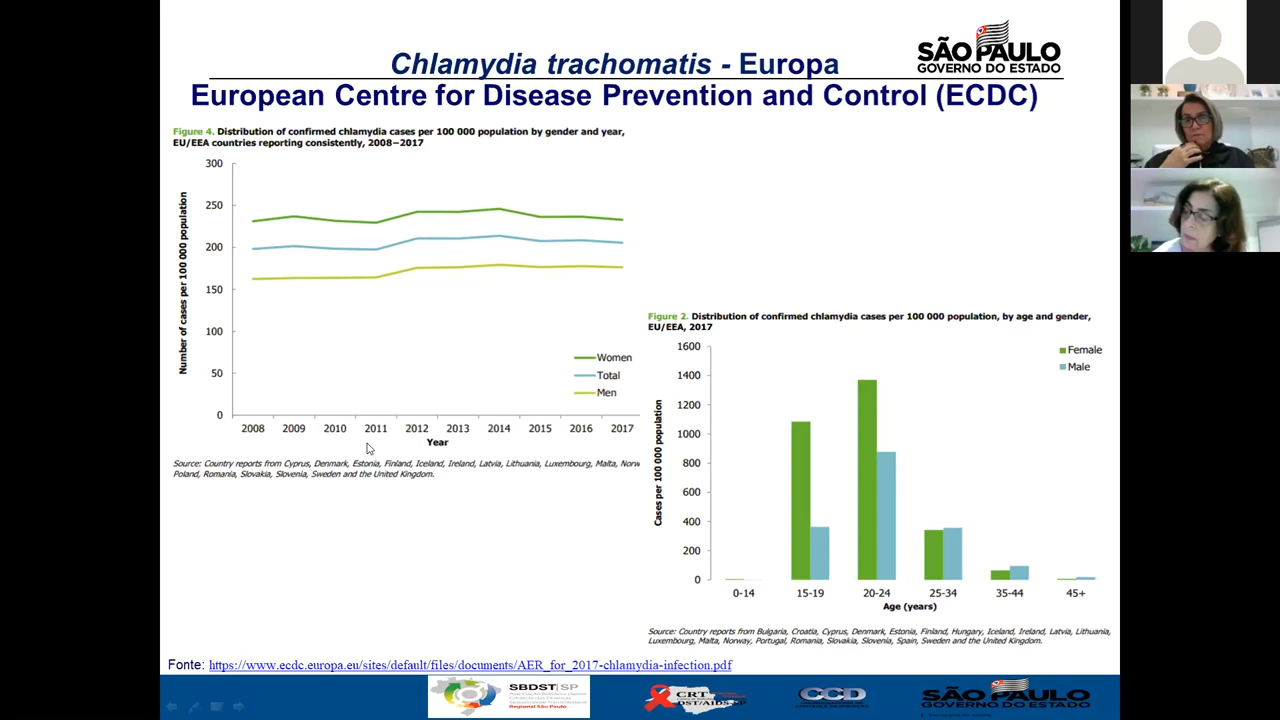 Chlamydia trachomatis - Europa
European Centre for Disease Prevention and Control (ECDC)
SÃO PAULO
GOVERNO DO ESTADO
Figure 4. Distribution of confirmed chlamydia cases per 100 000 population by gender and year,
EU/EEA countries reporting consistently, 2008−2017
Number of cases per 100 000 population
300
250
200
150
100
50
0
Women
Total
Men
2008 2009 2010 2011 2012 2013 2014 2015 2016 2017
Year
Source: Country reports from Cyprus, Denmark, Estonia, Finland, Iceland, Ireland, Latvia, Lithuania, Luxembourg, Malta, Norw
Poland, Romania, Slovakia, Slovenia, Sweden and the United Kingdom.
Figure 2. Distribution of confirmed chlamydia cases per 100 000 population, by age and gender,
EU/EEA, 2017
Cases per 100 000 population
1600
1400
1200
1000
800
600
400
200
0
Female
Male
0-14 15-19 20-24 25-34 35-44 45+
Age (years)
Source: Country reports from Bulgaria, Croatia, Cyprus, Denmark, Estonia, Finland, Hungary, Iceland, Ireland, Latvia, Lithuania,
Luxembourg, Malta, Norway, Portugal, Romania, Slovakia, Slovenia, Spain, Sweden and the United Kingdom.
Fonte: https://www.ecdc.europa.eu/sites/default/files/documents/AER_for_2017-chlamydia-infection.pdf
SBDST|SP
Regional São Paulo
CRT
DST/AIDS-SP
CCD
SÃO PAULO
GOVERNO DO ESTADO